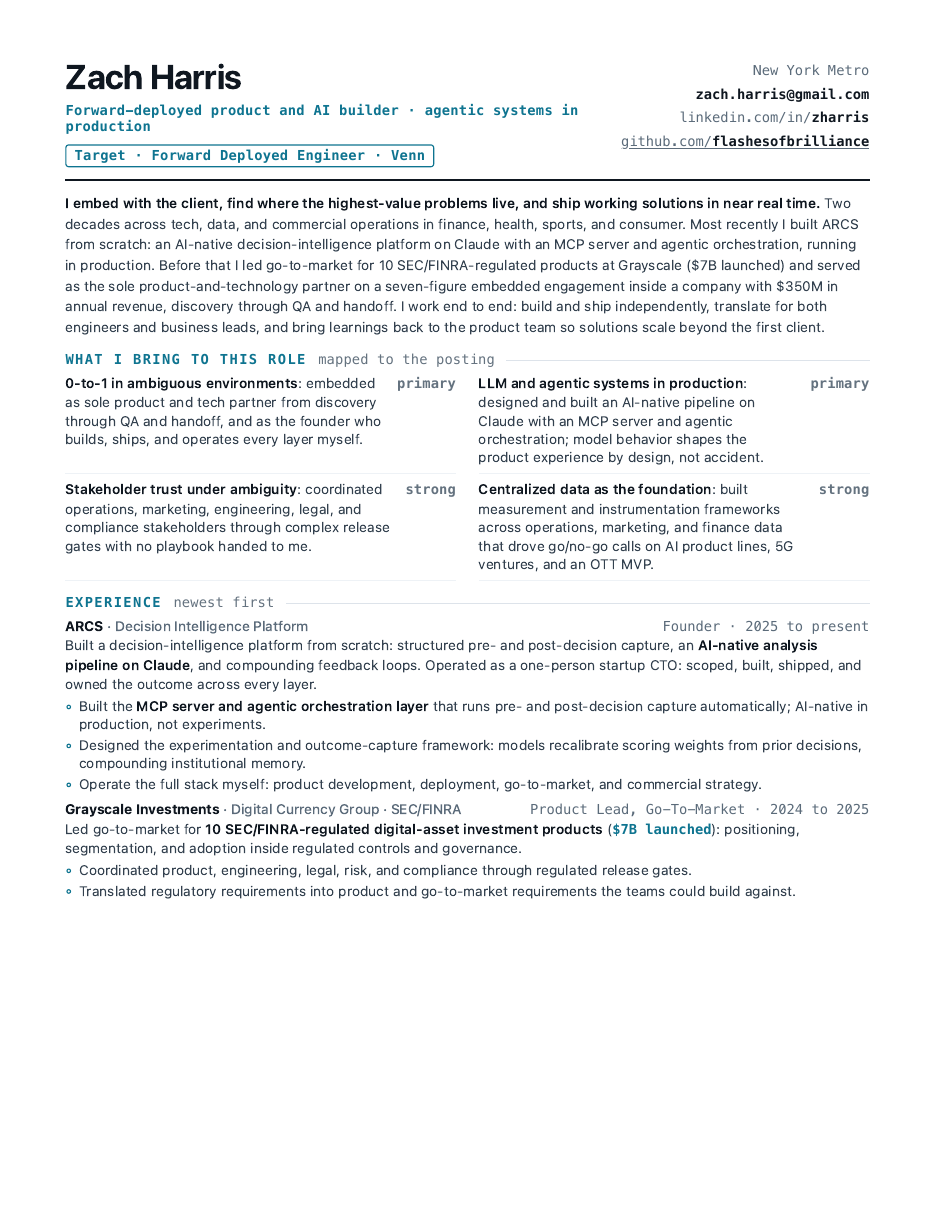 Zach Harris
Forward-deployed product and AI builder · agentic systems in
production
Target · Forward Deployed Engineer · Venn
New York Metro
zach.harris@gmail.com
linkedin.com/in/zharris
github.com/flashesofbrilliance
I embed with the client, find where the highest-value problems live, and ship working solutions in near real time. Two
decades across tech, data, and commercial operations in finance, health, sports, and consumer. Most recently I built ARCS
from scratch: an AI-native decision-intelligence platform on Claude with an MCP server and agentic orchestration, running
in production. Before that I led go-to-market for 10 SEC/FINRA-regulated products at Grayscale ($7B launched) and served
as the sole product-and-technology partner on a seven-figure embedded engagement inside a company with $350M in
annual revenue, discovery through QA and handoff. I work end to end: build and ship independently, translate for both
engineers and business leads, and bring learnings back to the product team so solutions scale beyond the first client.
WHAT I BRING TO THIS ROLE mapped to the posting
0-to-1 in ambiguous environments: embedded primary
as sole product and tech partner from discovery
through QA and handoff, and as the founder who
builds, ships, and operates every layer myself.
LLM and agentic systems in production: primary
designed and built an AI-native pipeline on
Claude with an MCP server and agentic
orchestration; model behavior shapes the
product experience by design, not accident.
Stakeholder trust under ambiguity: coordinated strong
operations, marketing, engineering, legal, and
compliance stakeholders through complex release
gates with no playbook handed to me.
Centralized data as the foundation: built strong
measurement and instrumentation frameworks
across operations, marketing, and finance data
that drove go/no-go calls on AI product lines, 5G
ventures, and an OTT MVP.
EXPERIENCE newest first
ARCS · Decision Intelligence Platform Founder · 2025 to present
Built a decision-intelligence platform from scratch: structured pre- and post-decision capture, an AI-native analysis
pipeline on Claude, and compounding feedback loops. Operated as a one-person startup CTO: scoped, built, shipped, and
owned the outcome across every layer.
Built the MCP server and agentic orchestration layer that runs pre- and post-decision capture automatically; AI-native in
production, not experiments.
Designed the experimentation and outcome-capture framework: models recalibrate scoring weights from prior decisions,
compounding institutional memory.
Operate the full stack myself: product development, deployment, go-to-market, and commercial strategy.
Grayscale Investments · Digital Currency Group · SEC/FINRA Product Lead, Go-To-Market · 2024 to 2025
Led go-to-market for 10 SEC/FINRA-regulated digital-asset investment products ($7B launched): positioning,
segmentation, and adoption inside regulated controls and governance.
Coordinated product, engineering, legal, risk, and compliance through regulated release gates.
Translated regulatory requirements into product and go-to-market requirements the teams could build against.